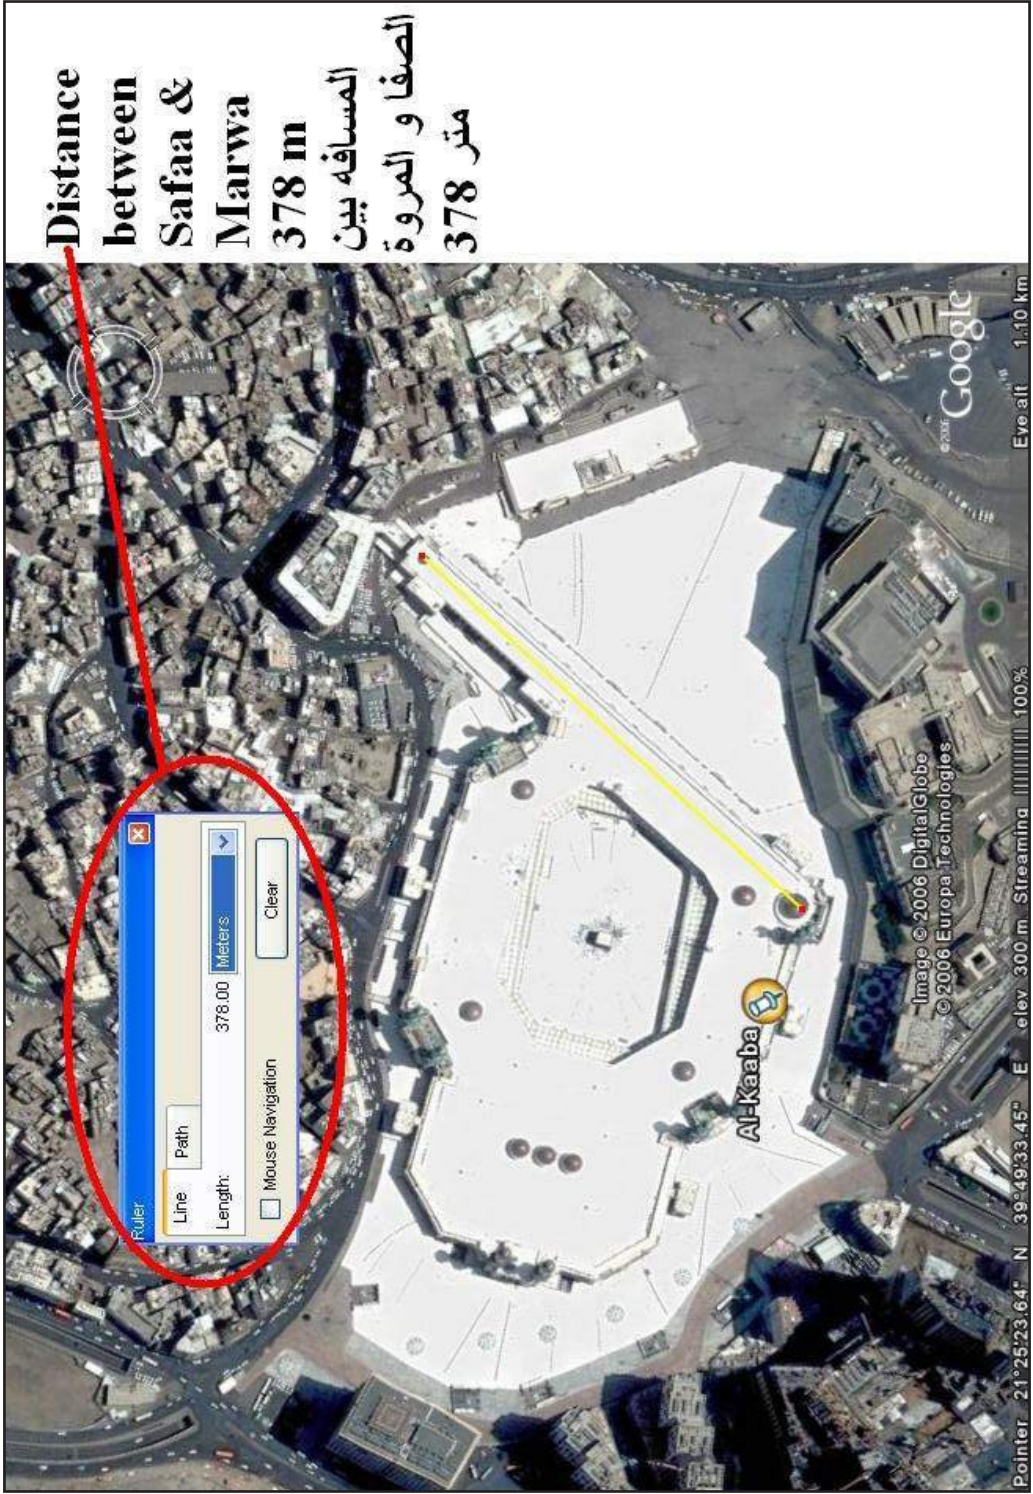 Distance
between
Safaa &
Marwa
378 m
المسافه بين
الصفا و المروة
378 متر
Ruler
Line
Path
Length:
378.00
Meters
Mouse Navigation
Clear
Al-Kaaba
Image © 2006 DigitalGlobe
© 2006 Europa Technologies
©2006 Google™
Pointer 21°25'23.64" N 39°49'33.45" E elev 300 m Streaming |||||||||| 100% Eye alt 1.10 km